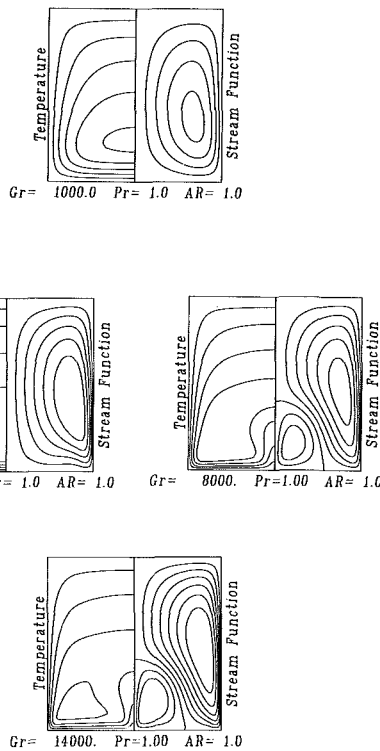 Temperature
Stream Function
Gr= 1000.0 Pr= 1.0 AR= 1.0
Stream Function
= 1.0 AR= 1.0
Temperature
Stream Function
Gr= 8000. Pr=1.00 AR= 1.0
Temperature
Stream Function
Gr= 14000. Pr=1.00 AR= 1.0